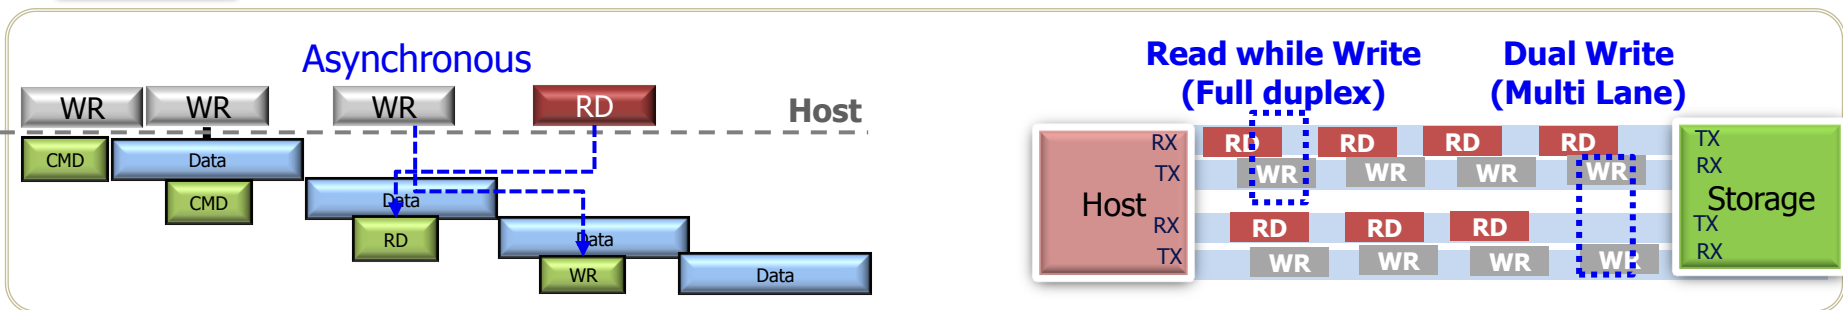 Asynchronous
WR WR WR RD
Host
CMD Data
CMD Data
RD Data
WR Data
Read while Write
(Full duplex)
Dual Write
(Multi Lane)
RX RD RD RD RD TX
TX WR WR WR WR RX
Host Storage
RX RD RD RD TX
TX WR WR WR WR RX